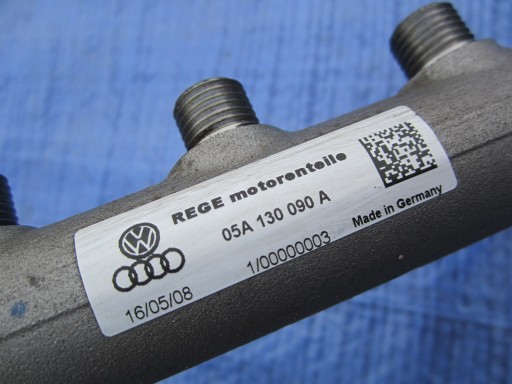 REGE motorenteile
05A 130 090 A
1/00000003
Made in Germany
16/05/08